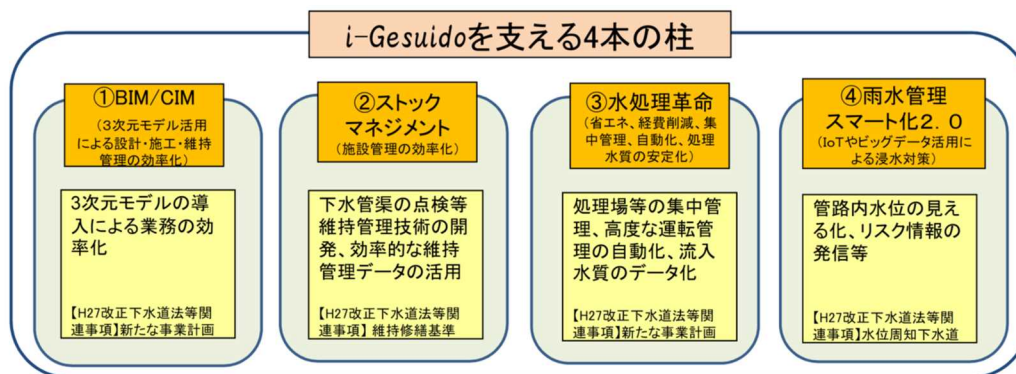 i-Gesuidoを支える4本の柱
①BIM/CIM
(3次元モデル活用
による設計・施工・維持
管理の効率化)
3次元モデルの導
入による業務の効
率化
【H27改正下水道法等関
連事項】新たな事業計画
②ストック
マネジメント
(施設管理の効率化)
下水管渠の点検等
維持管理技術の開
発、効率的な維持
管理データの活用
【H27改正下水道法等関
連事項】 維持修繕基準
③水処理革命
(省エネ、経費削減、集
中管理、自動化、処理
水質の安定化)
処理場等の集中管
理、高度な運転管
理の自動化、流入
水質のデータ化
【H27改正下水道法等関
連事項】新たな事業計画
④雨水管理
スマート化2.0
(IoTやビッグデータ活用に
よる浸水対策)
管路内水位の見え
る化、リスク情報の
発信等
【H27改正下水道法等関
連事項】水位周知下水道